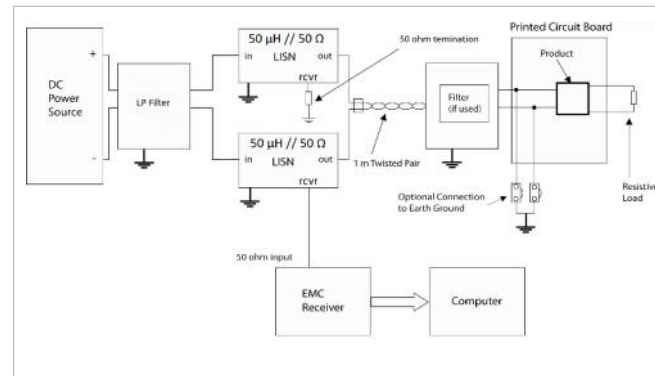 Printed Circuit Board
50 µH // 50 Ω
LISN
in
out
rcvr
50 ohm temination
Product
DC
Power
Source
+
-
LP Filter
Filter
(if used)
50 µH // 50 Ω
LISN
in
out
rcvr
1 m Twisted Pair
Optional Connection
to Earth Ground
Resistive
Load
50 ohm input
EMC
Receiver
Computer